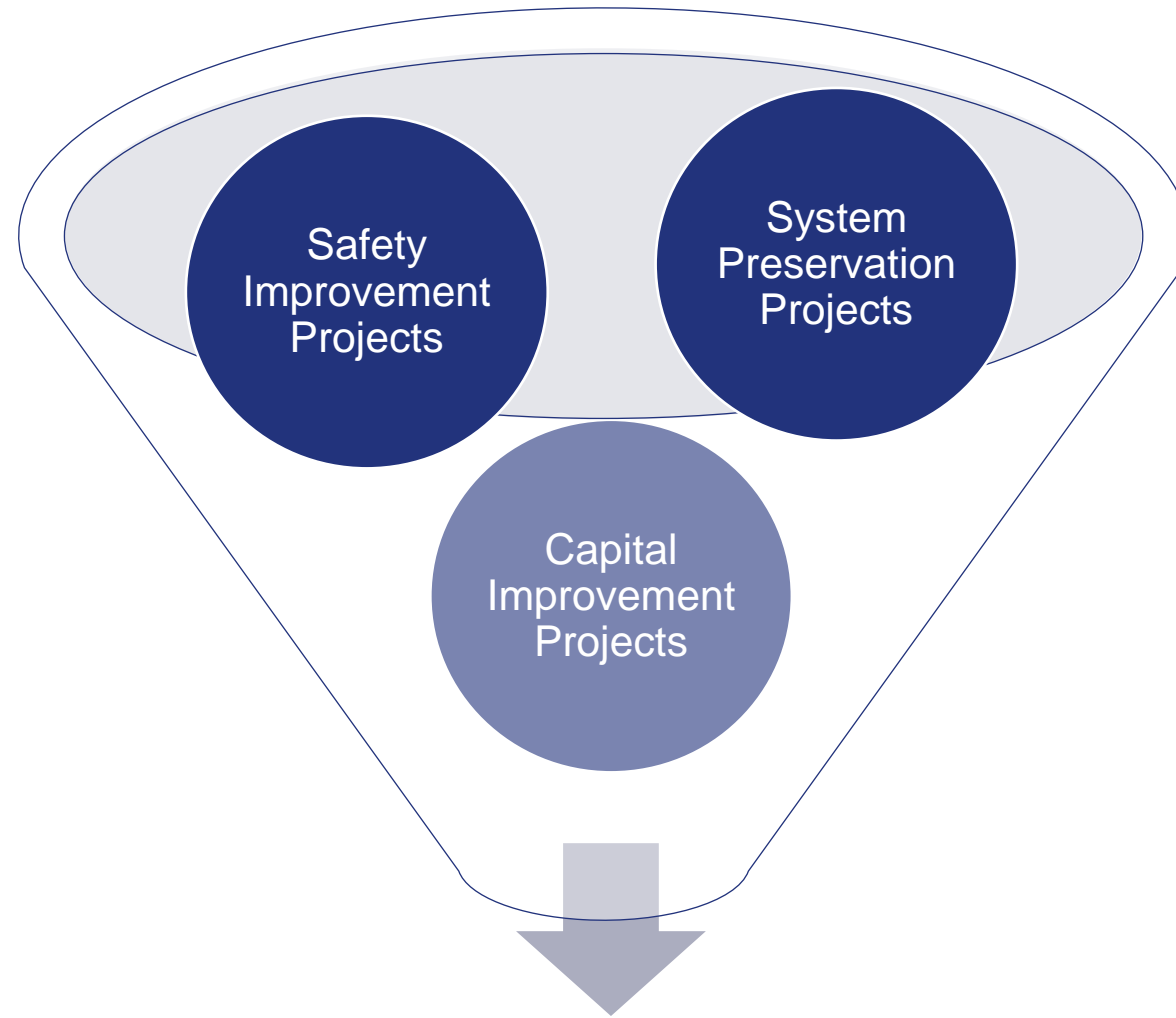 Safety
Improvement
Projects
System
Preservation
Projects
Capital
Improvement
Projects